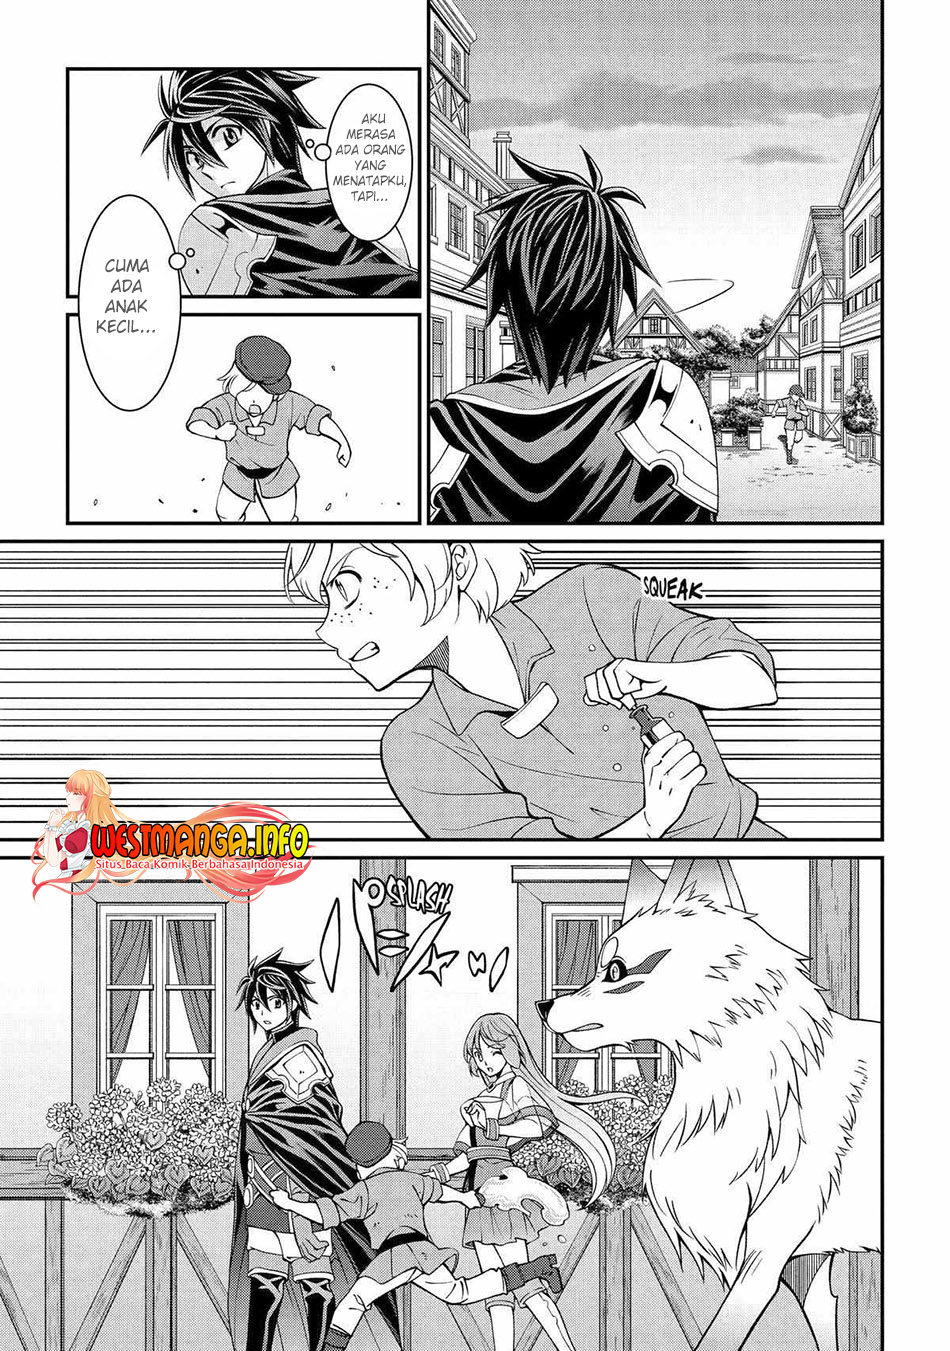 AKU
MERASA
ADA ORANG
YANG
MENATAPKU,
TAPI...
CUMA
ADA
ANAK
KECIL...
SQUEAK
WESTMANGA.INFO
Situs Baca Komik Berbahasa Indonesia
SPLASH